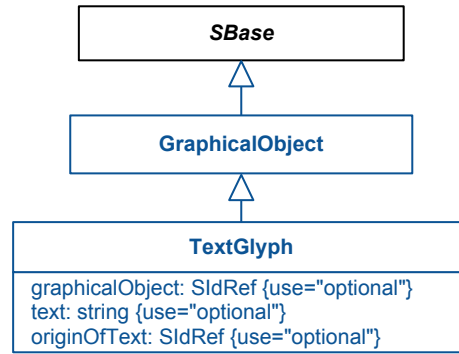 SBase
GraphicalObject
TextGlyph
graphicalObject: SIdRef {use="optional"}
text: string {use="optional"}
originOfText: SIdRef {use="optional"}